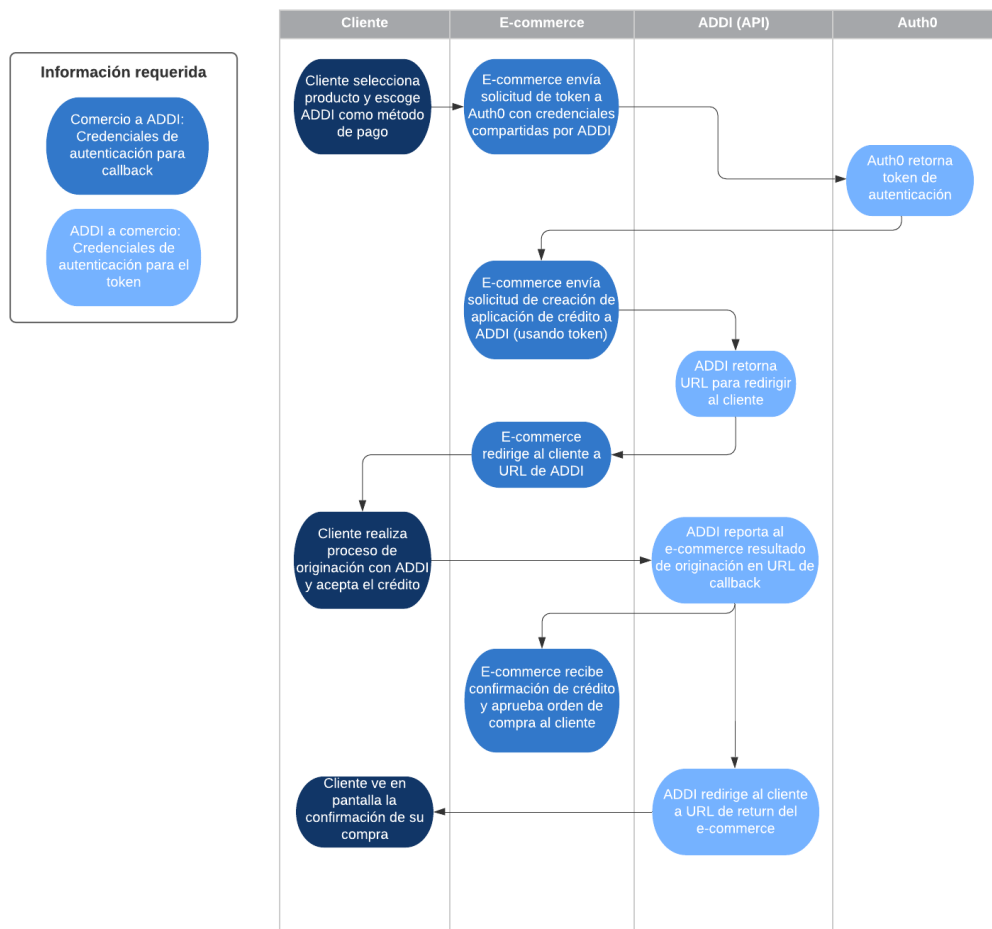 Cliente
E-commerce
ADDI (API)
Auth0
Información requerida
Comercio a ADDI:
Credenciales de
autenticación para
callback
ADDI a comercio:
Credenciales de
autenticación para el
token
Cliente selecciona
producto y escoge
ADDI como método
de pago
E-commerce envía
solicitud de token a
Auth0 con credenciales
compartidas por ADDI
Auth0 retorna
token de
autenticación
E-commerce envía
solicitud de creación de
aplicación de crédito a
ADDI (usando token)
ADDI retorna
URL para redirigir
al cliente
E-commerce
redirige al cliente a
URL de ADDI
Cliente realiza
proceso de
originación con ADDI
y acepta el crédito
ADDI reporta al
e-commerce resultado
de originación en URL de
callback
E-commerce recibe
confirmación de crédito
y aprueba orden de
compra al cliente
ADDI redirige al cliente
a URL de return del
e-commerce
Cliente ve en
pantalla la
confirmación de su
compra